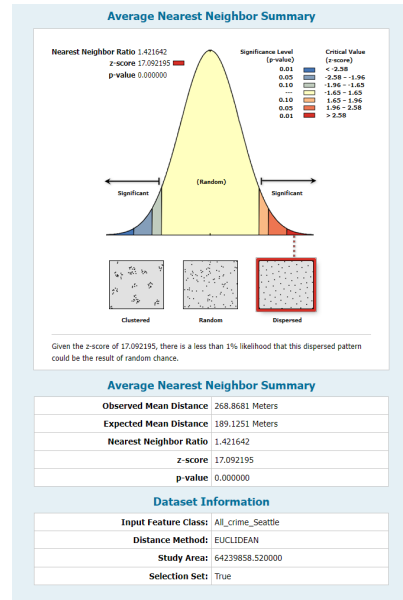 Average Nearest Neighbor Summary
Nearest Neighbor Ratio 1.421642
z-score 17.092195
p-value 0.000000
Significance Level (p-value)
Critical Value (z-score)
0.01 < -2.58
0.05 -2.58 – -1.96
0.10 -1.96 – -1.65
--- -1.65 – 1.65
0.10 1.65 – 1.96
0.05 1.96 – 2.58
0.01 > 2.58
Significant
(Random)
Significant
Clustered
Random
Dispersed
Given the z-score of 17.092195, there is a less than 1% likelihood that this dispersed pattern
could be the result of random chance.
Average Nearest Neighbor Summary
Observed Mean Distance 268.8681 Meters
Expected Mean Distance 189.1251 Meters
Nearest Neighbor Ratio 1.421642
z-score 17.092195
p-value 0.000000
Dataset Information
Input Feature Class: All_crime_Seattle
Distance Method: EUCLIDEAN
Study Area: 64239858.520000
Selection Set: True